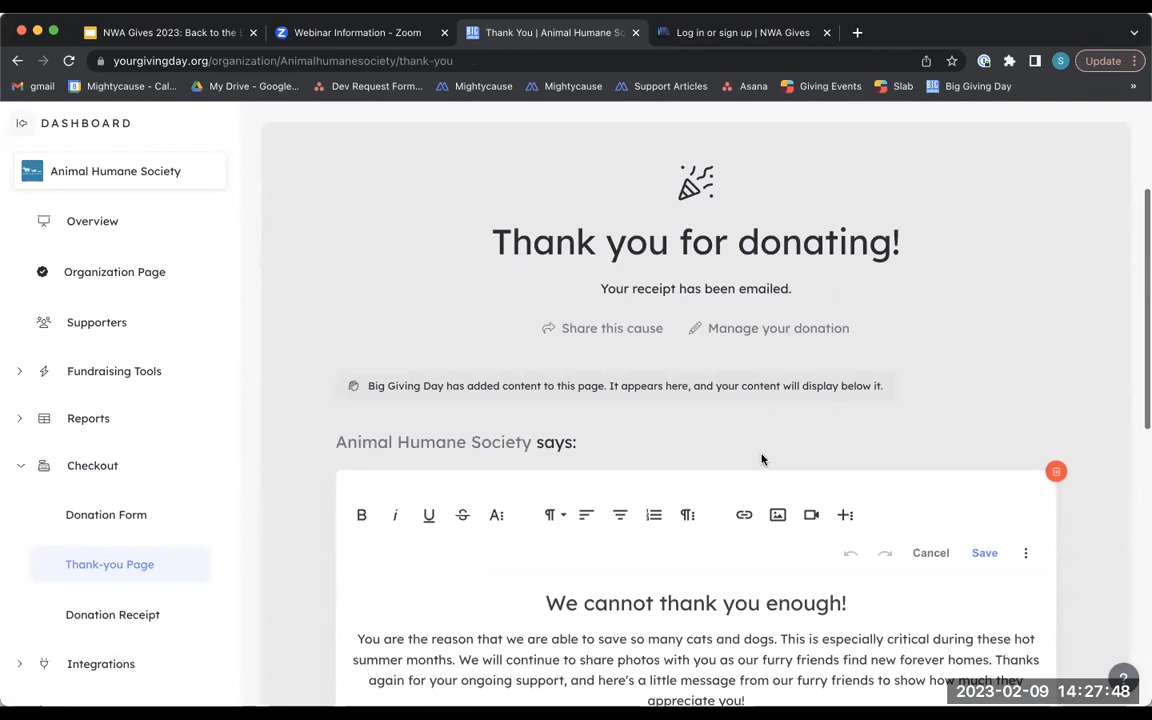 NWA Gives 2023: Back to the
Webinar Information - Zoom
Thank You | Animal Humane So
Log in or sign up | NWA Gives
yourgivingday.org/organization/Animalhumanesociety/thank-you
S
Update
gmail
Mightycause - Cal...
My Drive - Google...
Dev Request Form...
Mightycause
Mightycause
Support Articles
Asana
Giving Events
Slab
Big Giving Day
»
DASHBOARD
Animal Humane Society
Overview
Organization Page
Supporters
Fundraising Tools
Reports
Checkout
Donation Form
Thank-you Page
Donation Receipt
Integrations
Thank you for donating!
Your receipt has been emailed.
Share this cause
Manage your donation
Big Giving Day has added content to this page. It appears here, and your content will display below it.
Animal Humane Society says:
Cancel
Save
We cannot thank you enough!
You are the reason that we are able to save so many cats and dogs. This is especially critical during these hot
summer months. We will continue to share photos with you as our furry friends find new forever homes. Thanks
again for your ongoing support, and here's a little message from our furry friends to show how much they
appreciate you!
?
2023-02-09 14:27:48